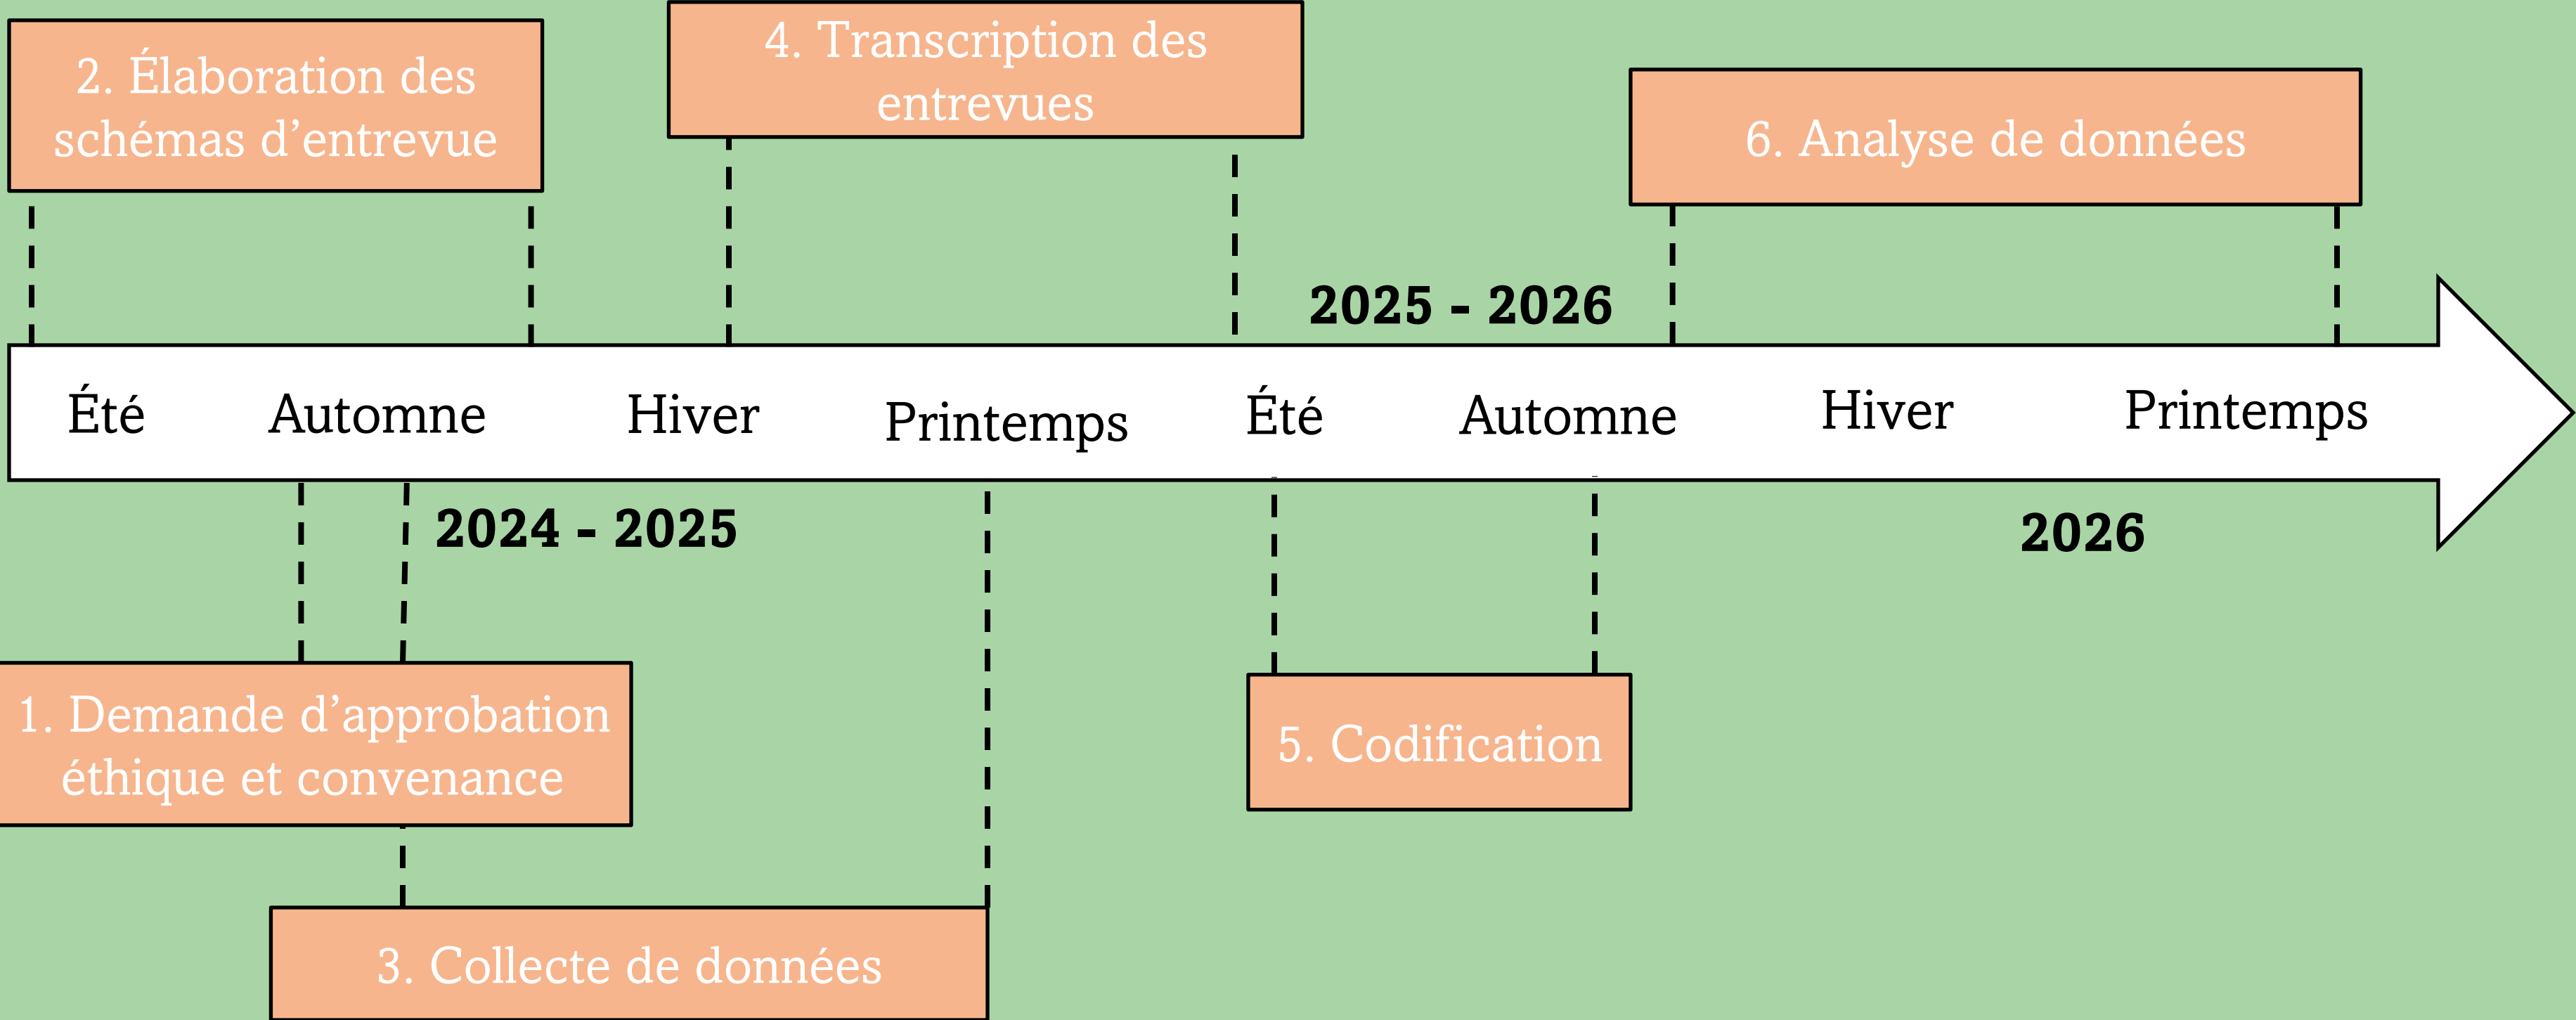 2. Élaboration des
schémas d’entrevue
4. Transcription des
entrevues
6. Analyse de données
2025 - 2026
Été
Automne
Hiver
Printemps
Été
Automne
Hiver
Printemps
2024 - 2025
2026
1. Demande d’approbation
éthique et convenance
5. Codification
3. Collecte de données